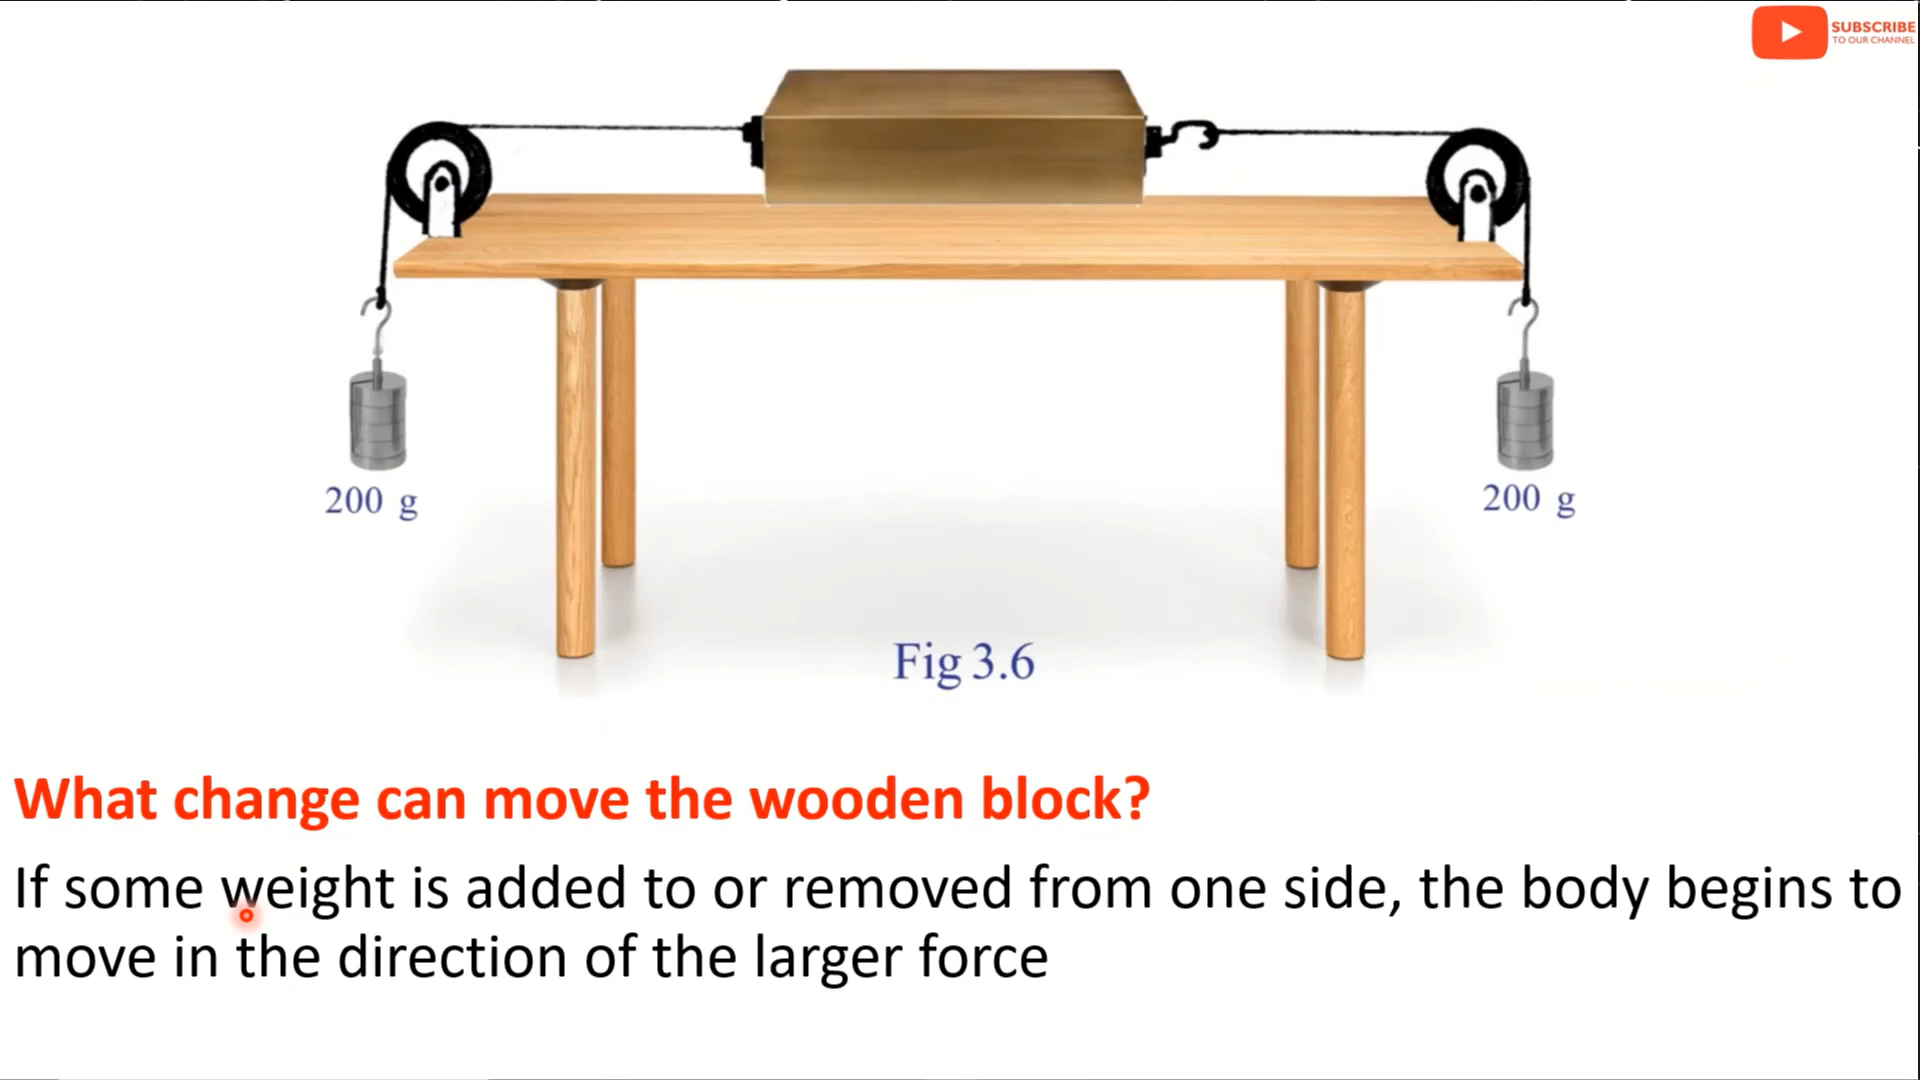 SUBSCRIBE
TO OUR CHANNEL
200 g
200 g
Fig 3.6
What change can move the wooden block?
If some weight is added to or removed from one side, the body begins to
move in the direction of the larger force